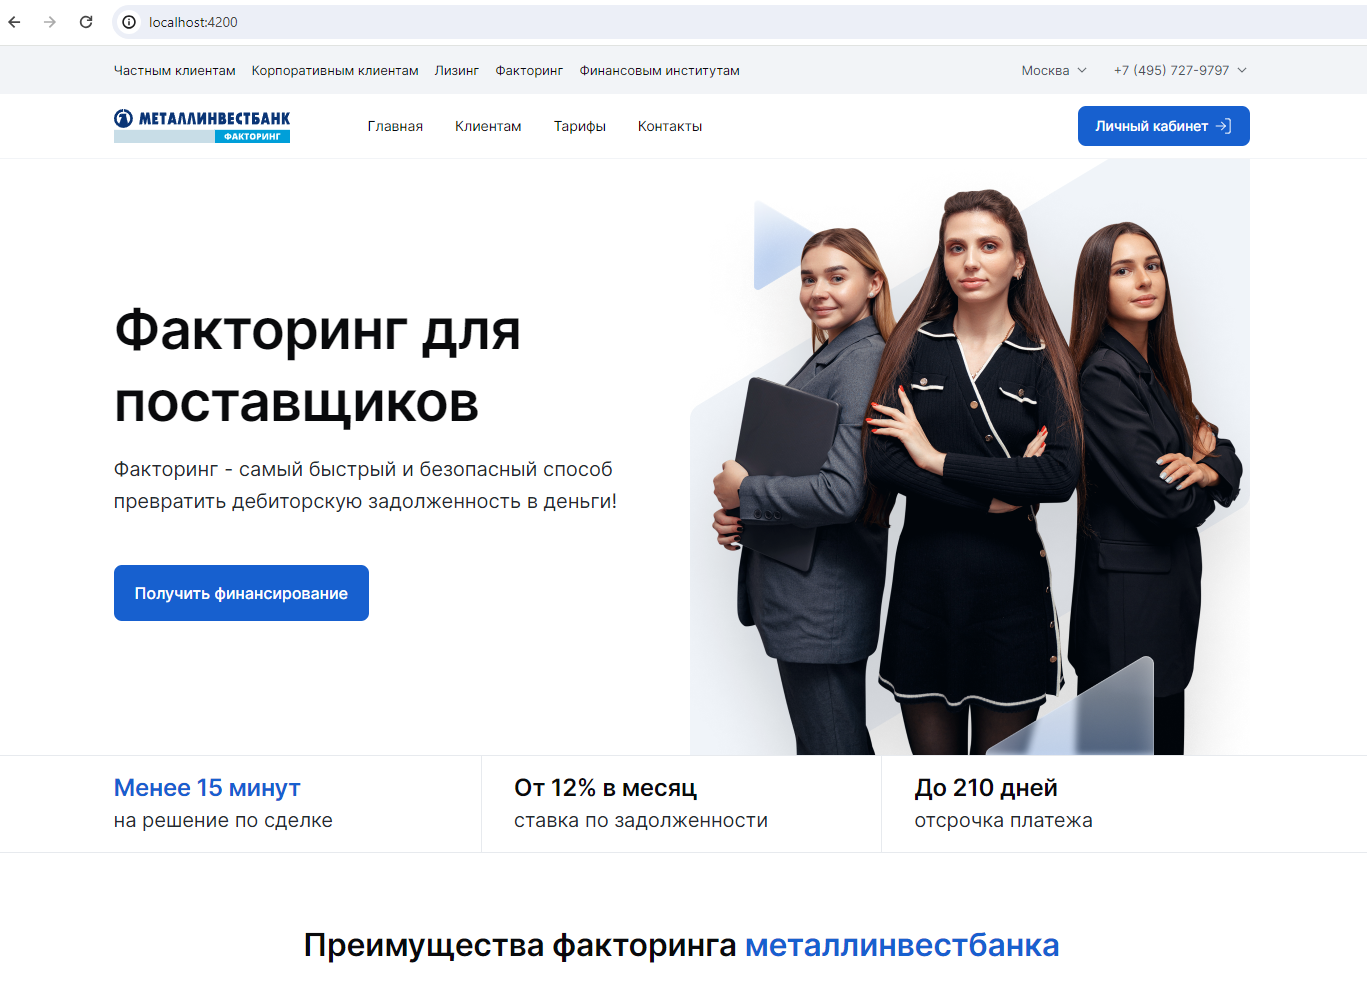 localhost:4200
Частным клиентам Корпоративным клиентам Лизинг Факторинг Финансовым институтам Москва +7 (495) 727-9797
МЕТАЛЛИНВЕСТБАНК
ФАКТОРИНГ
Главная Клиентам Тарифы Контакты Личный кабинет
Факторинг для
поставщиков
Факторинг - самый быстрый и безопасный способ
превратить дебиторскую задолженность в деньги!
Получить финансирование
Менее 15 минут
на решение по сделке
От 12% в месяц
ставка по задолженности
До 210 дней
отсрочка платежа
Преимущества факторинга металлинвестбанка